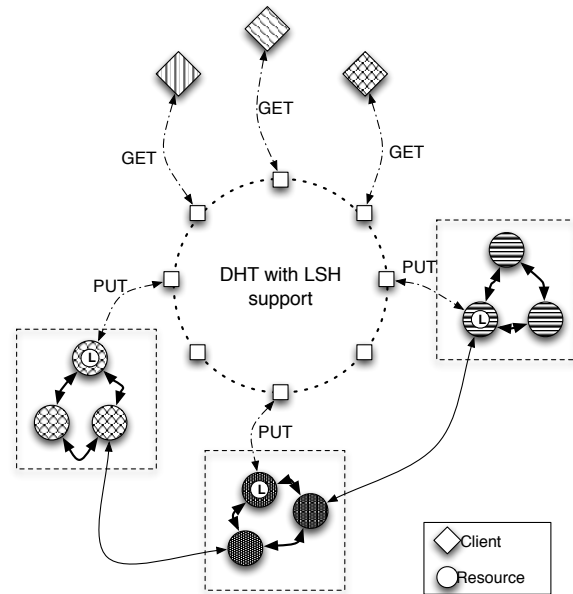 GET
GET
GET
DHT with LSH
support
PUT
PUT
L
L
PUT
L
Client
Resource